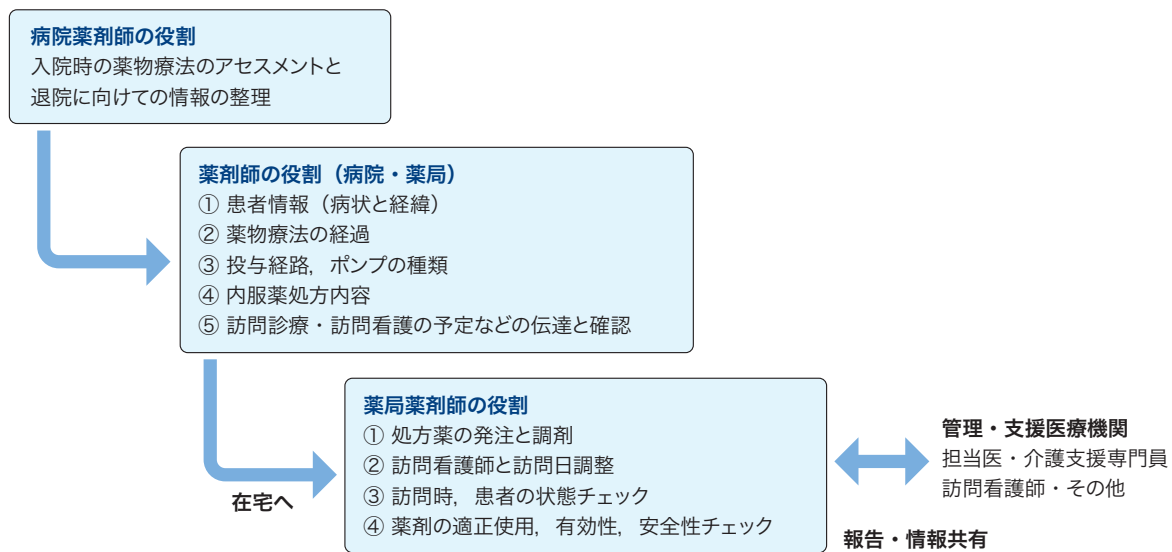 病院薬剤師の役割
入院時の薬物療法のアセスメントと
退院に向けての情報の整理
薬剤師の役割（病院・薬局）
① 患者情報（病状と経緯）
② 薬物療法の経過
③ 投与経路，ポンプの種類
④ 内服薬処方内容
⑤ 訪問診療・訪問看護の予定などの伝達と確認
在宅へ
薬局薬剤師の役割
① 処方薬の発注と調剤
② 訪問看護師と訪問日調整
③ 訪問時，患者の状態チェック
④ 薬剤の適正使用，有効性，安全性チェック
管理・支援医療機関
担当医・介護支援専門員
訪問看護師・その他
報告・情報共有